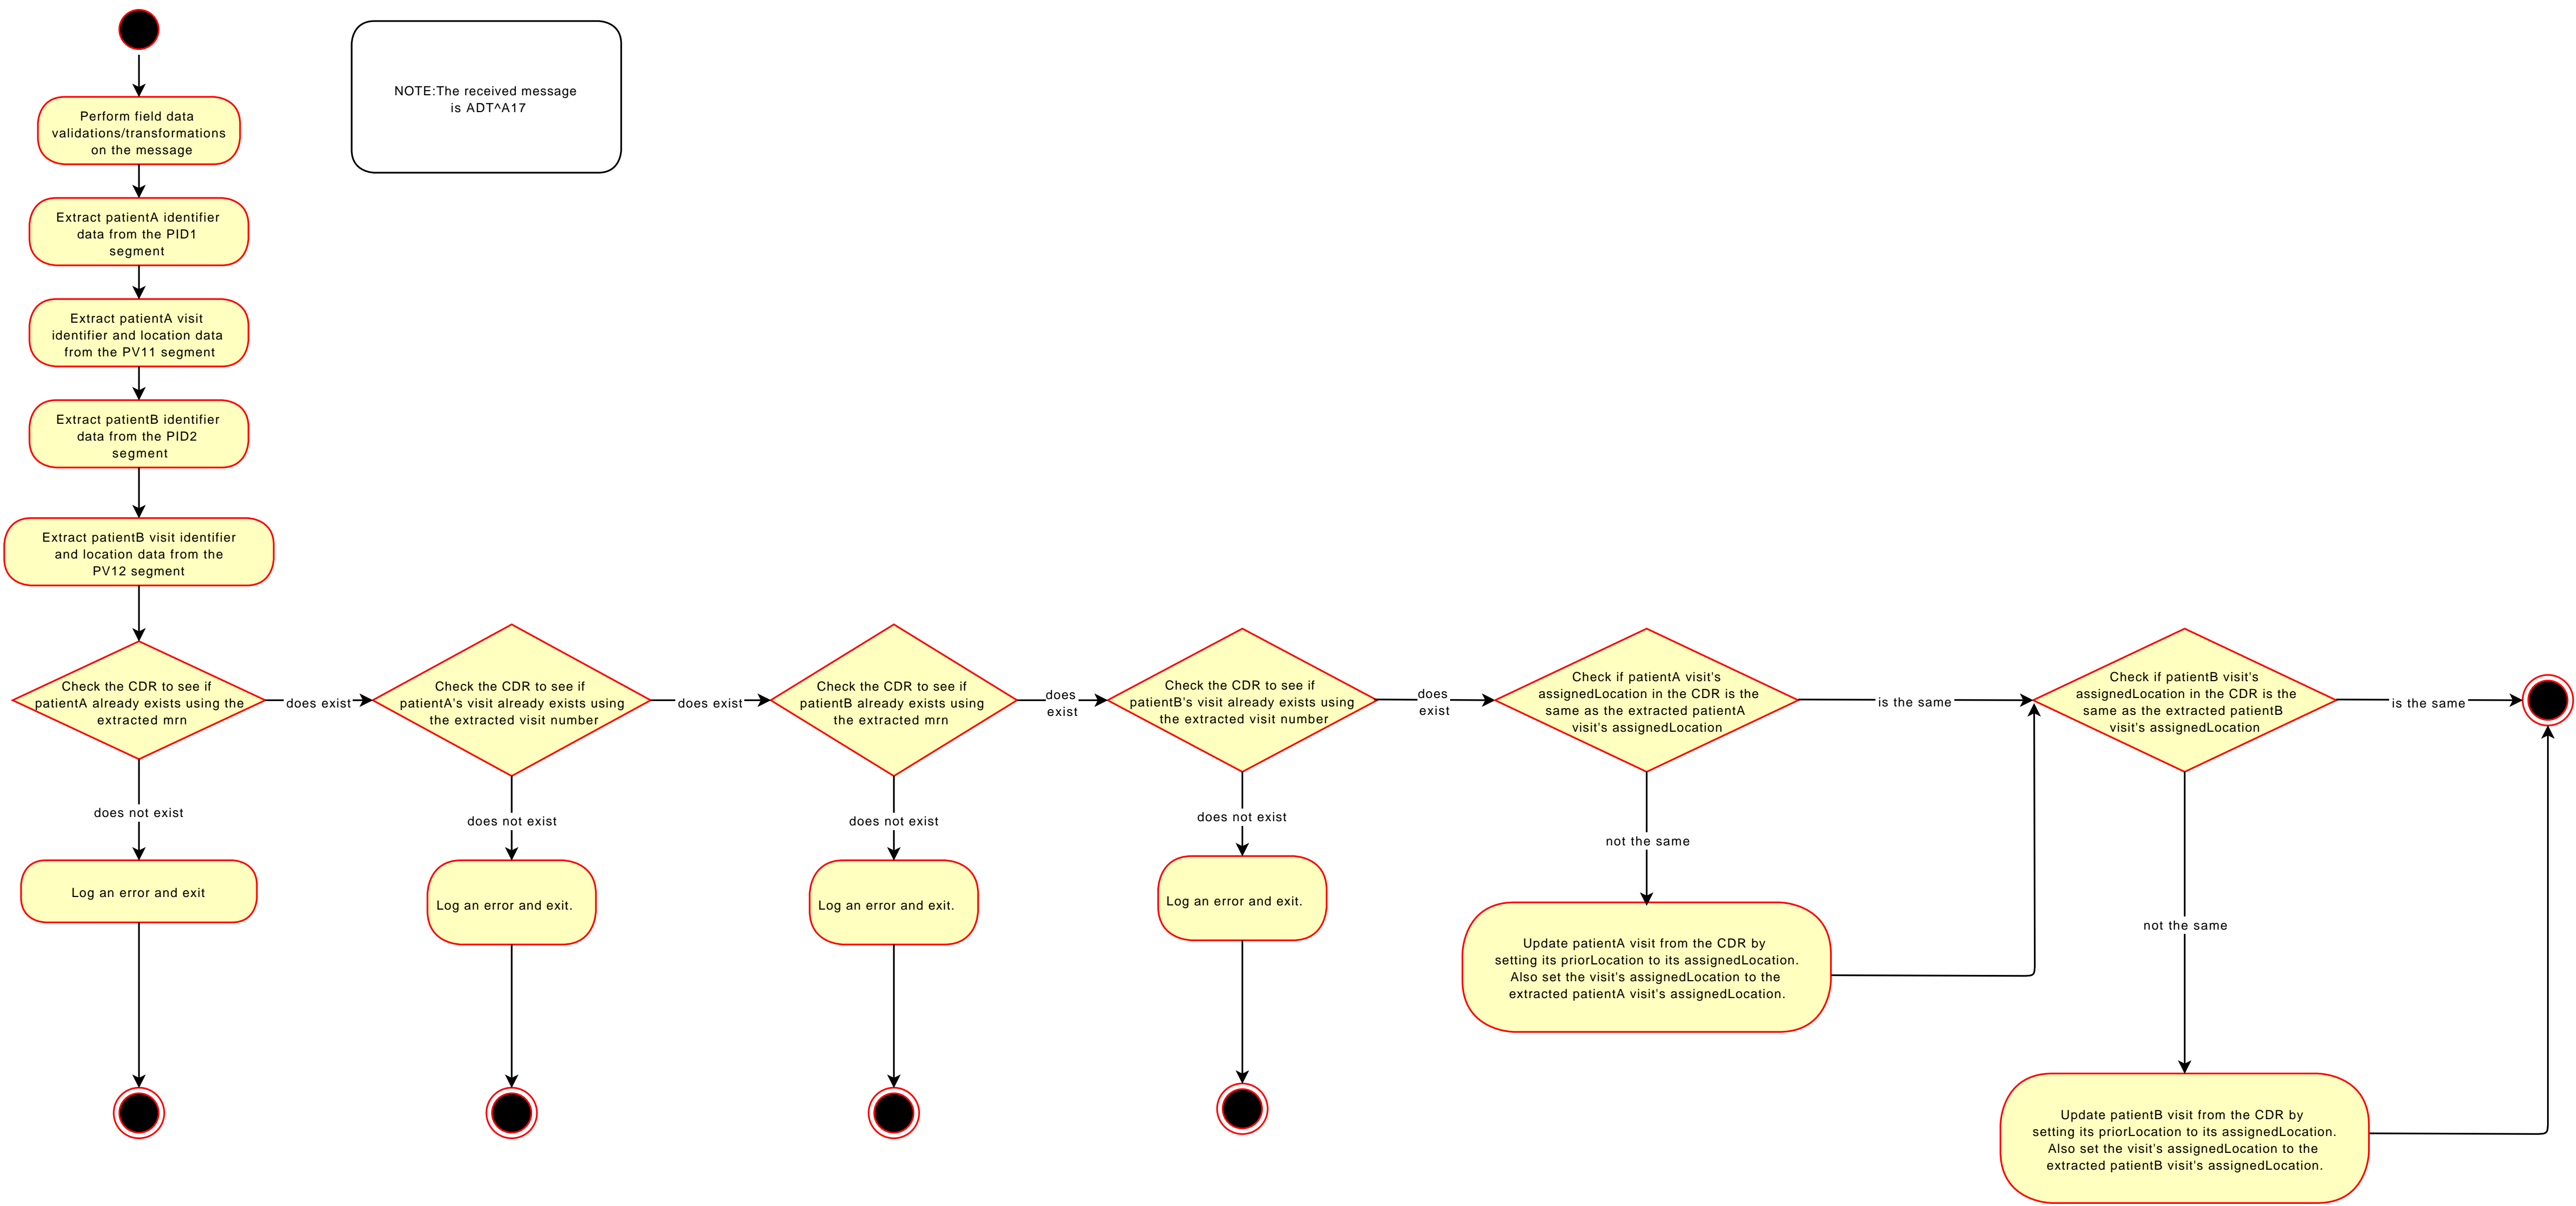 NOTE:The received message
is ADT^A17
Perform field data
validations/transformations
on the message
Extract patientA identifier
data from the PID1
segment
Extract patientA visit
identifier and location data
from the PV11 segment
Extract patientB identifier
data from the PID2
segment
Extract patientB visit identifier
and location data from the
PV12 segment
Check the CDR to see if
patientA already exists using the
extracted mrn
does exist
Check the CDR to see if
patientA's visit already exists using
the extracted visit number
does exist
Check the CDR to see if
patientB already exists using
the extracted mrn
does
exist
Check the CDR to see if
patientB's visit already exists using
the extracted visit number
does
exist
Check if patientA visit's
assignedLocation in the CDR is the
same as the extracted patientA
visit's assignedLocation
is the same
Check if patientB visit's
assignedLocation in the CDR is the
same as the extracted patientB
visit's assignedLocation
is the same
does not exist
does not exist
does not exist
does not exist
not the same
not the same
Log an error and exit
Log an error and exit.
Log an error and exit.
Log an error and exit.
Update patientA visit from the CDR by
setting its priorLocation to its assignedLocation.
Also set the visit's assignedLocation to the
extracted patientA visit's assignedLocation.
Update patientB visit from the CDR by
setting its priorLocation to its assignedLocation.
Also set the visit's assignedLocation to the
extracted patientB visit's assignedLocation.